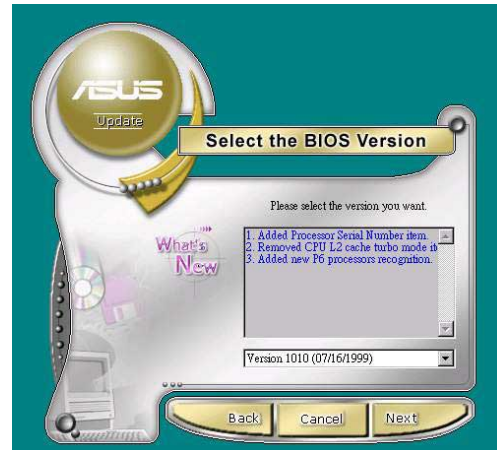 ASUS
Update
Select the BIOS Version
Please select the version you want.
What's
New
1. Added Processor Serial Number item.
2. Removed CPU L2 cache turbo mode it
3. Added new P6 processors recognition.
Version 1010 (07/16/1999)
Back
Cancel
Next